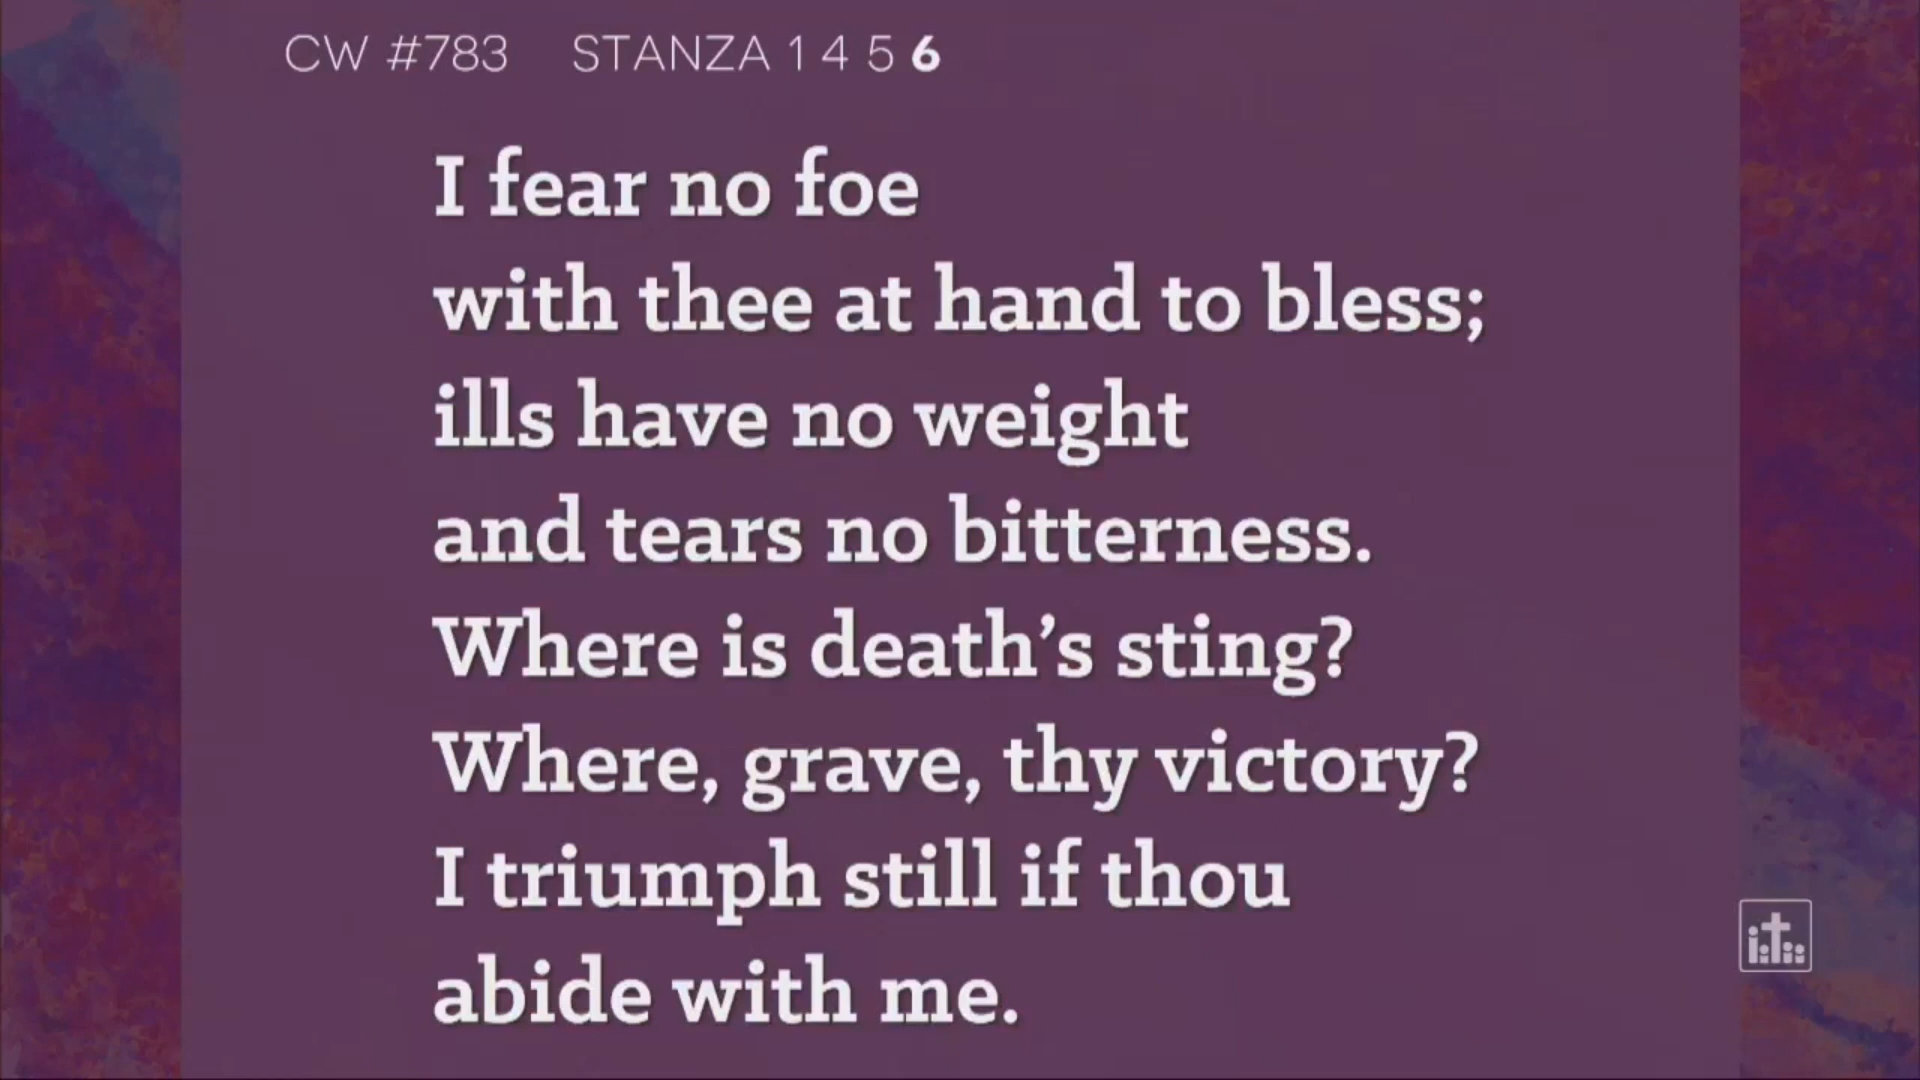 CW #783 STANZA 1 4 5 6
I fear no foe
with thee at hand to bless;
ills have no weight
and tears no bitterness.
Where is death’s sting?
Where, grave, thy victory?
I triumph still if thou
abide with me.